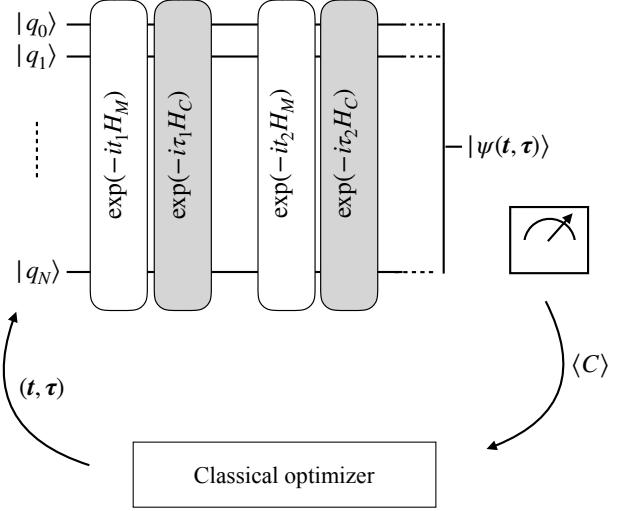 |q₀⟩
|q₁⟩
|q_N⟩
exp(−it₁H_M)
exp(−iτ₁H_C)
exp(−it₂H_M)
exp(−iτ₂H_C)
|ψ(t, τ)⟩
⟨C⟩
(t, τ)
Classical optimizer